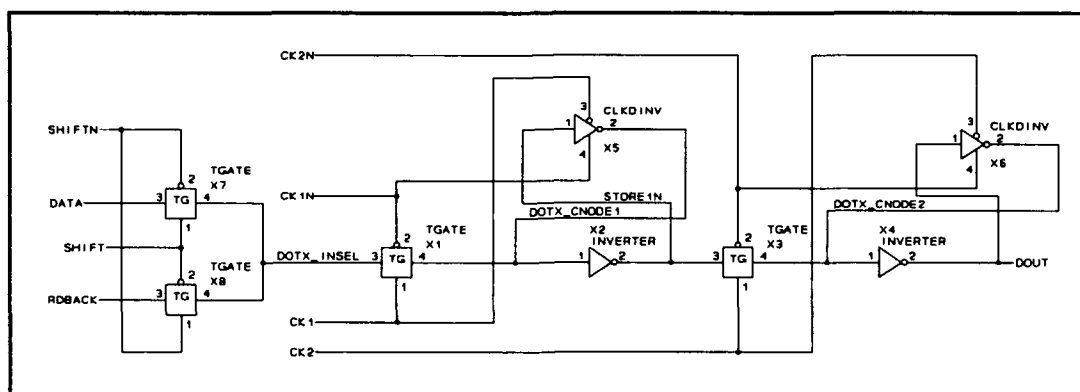 CK2N
3
CLKDINV
1
2
4
X5
3
CLKDINV
1
2
4
X6
SHIFTN
2
TGATE
X7
DATA
3
TG
4
1
CK1N
STORE1N
DOTX_CNODE1
DOTX_CNODE2
SHIFT
2
TGATE
X8
RDBACK
3
TG
4
1
DOTX_INSEL
2
TGATE
X1
3
TG
4
1
X2
INVERTER
1
2
2
TGATE
X3
3
TG
4
1
X4
INVERTER
1
2
DOUT
CK1
CK2